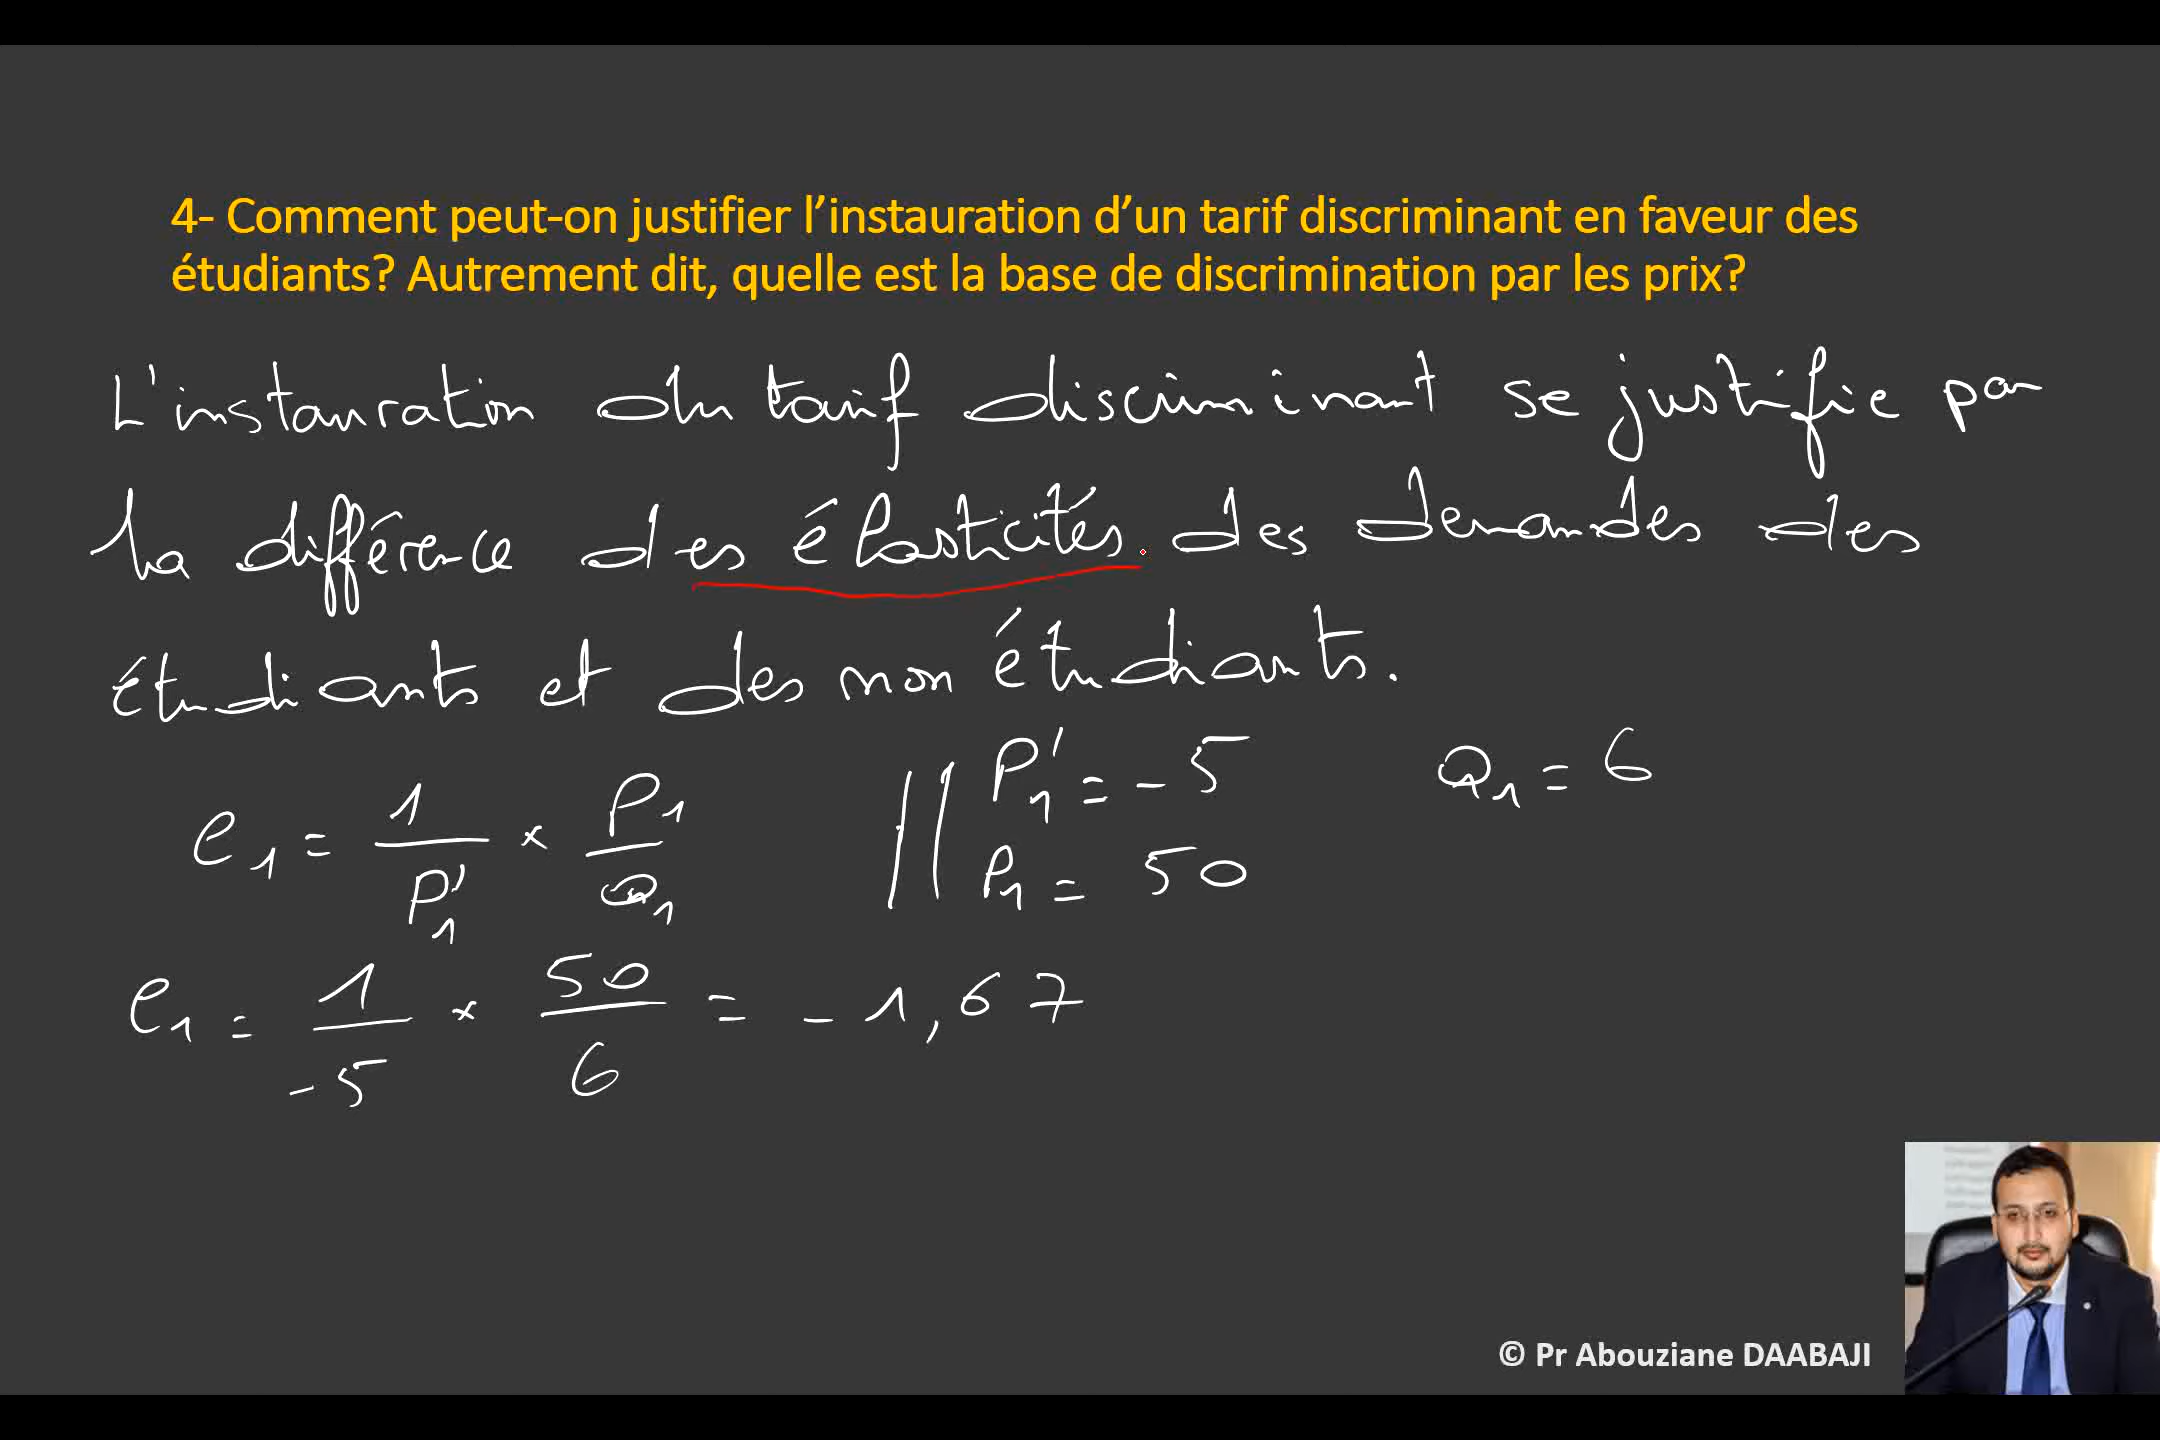 4- Comment peut-on justifier l’instauration d’un tarif discriminant en faveur des
étudiants? Autrement dit, quelle est la base de discrimination par les prix?
L'instauration du tarif discriminant se justifie par
la différence des élasticités des demandes des
étudiants et des non étudiants.
e₁ = 1/P₁' × P₁/Q₁ || P₁' = -5 Q₁ = 6
P₁ = 50
e₁ = 1/-5 × 50/6 = -1,67
© Pr Abouziane DAABAJI